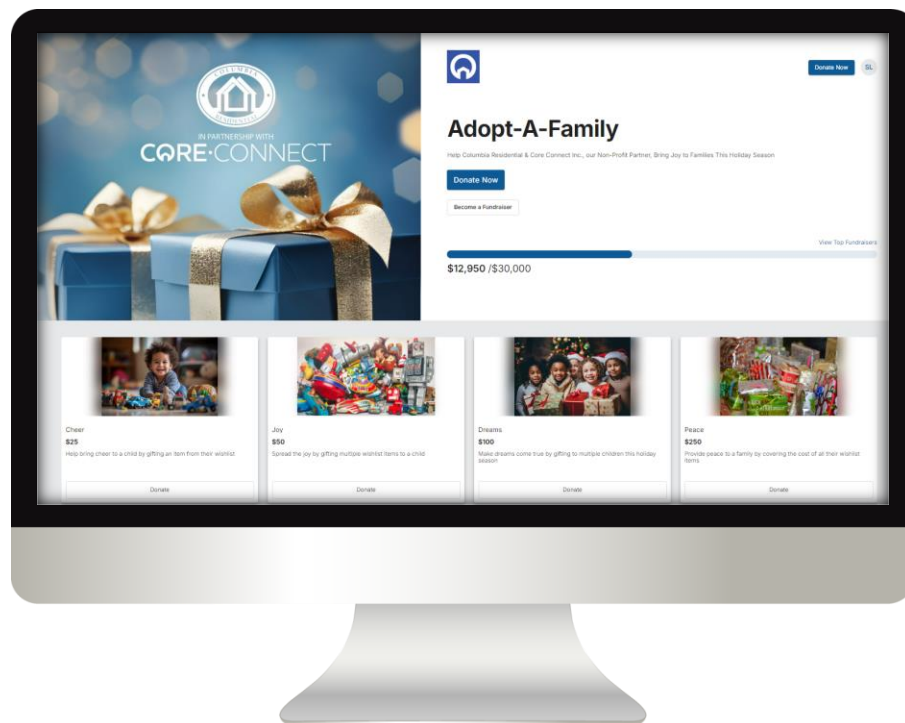 COLUMBIA
RESIDENTIAL
IN PARTNERSHIP WITH
CORE·CONNECT
Donate Now
SL
Adopt-A-Family
Help Columbia Residential & Core Connect Inc., our Non-Profit Partner, Bring Joy to Families This Holiday Season
Donate Now
Become a Fundraiser
View Top Fundraisers
$12,950 /$30,000
Cheer
$25
Help bring cheer to a child by gifting an item from their wishlist
Donate
Joy
$50
Spread the joy by gifting multiple wishlist items to a child
Donate
Dreams
$100
Make dreams come true by gifting to multiple children this holiday
season
Donate
Peace
$250
Provide peace to a family by covering the cost of all their wishlist
items
Donate